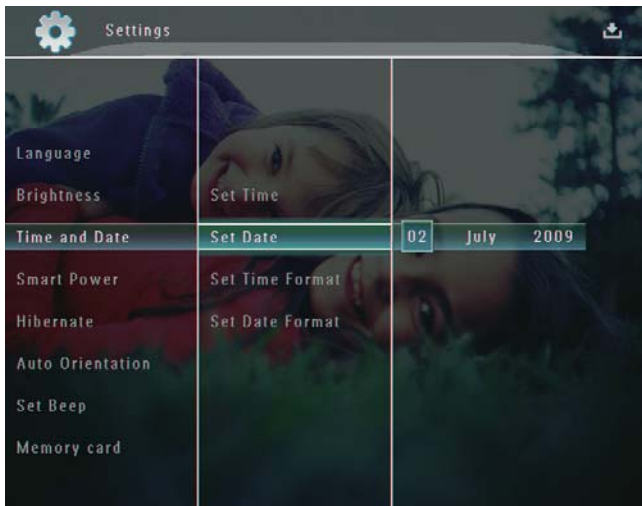 Settings
Language
Brightness
Time and Date
Smart Power
Hibernate
Auto Orientation
Set Beep
Memory card
Set Time
Set Date
Set Time Format
Set Date Format
02 July 2009